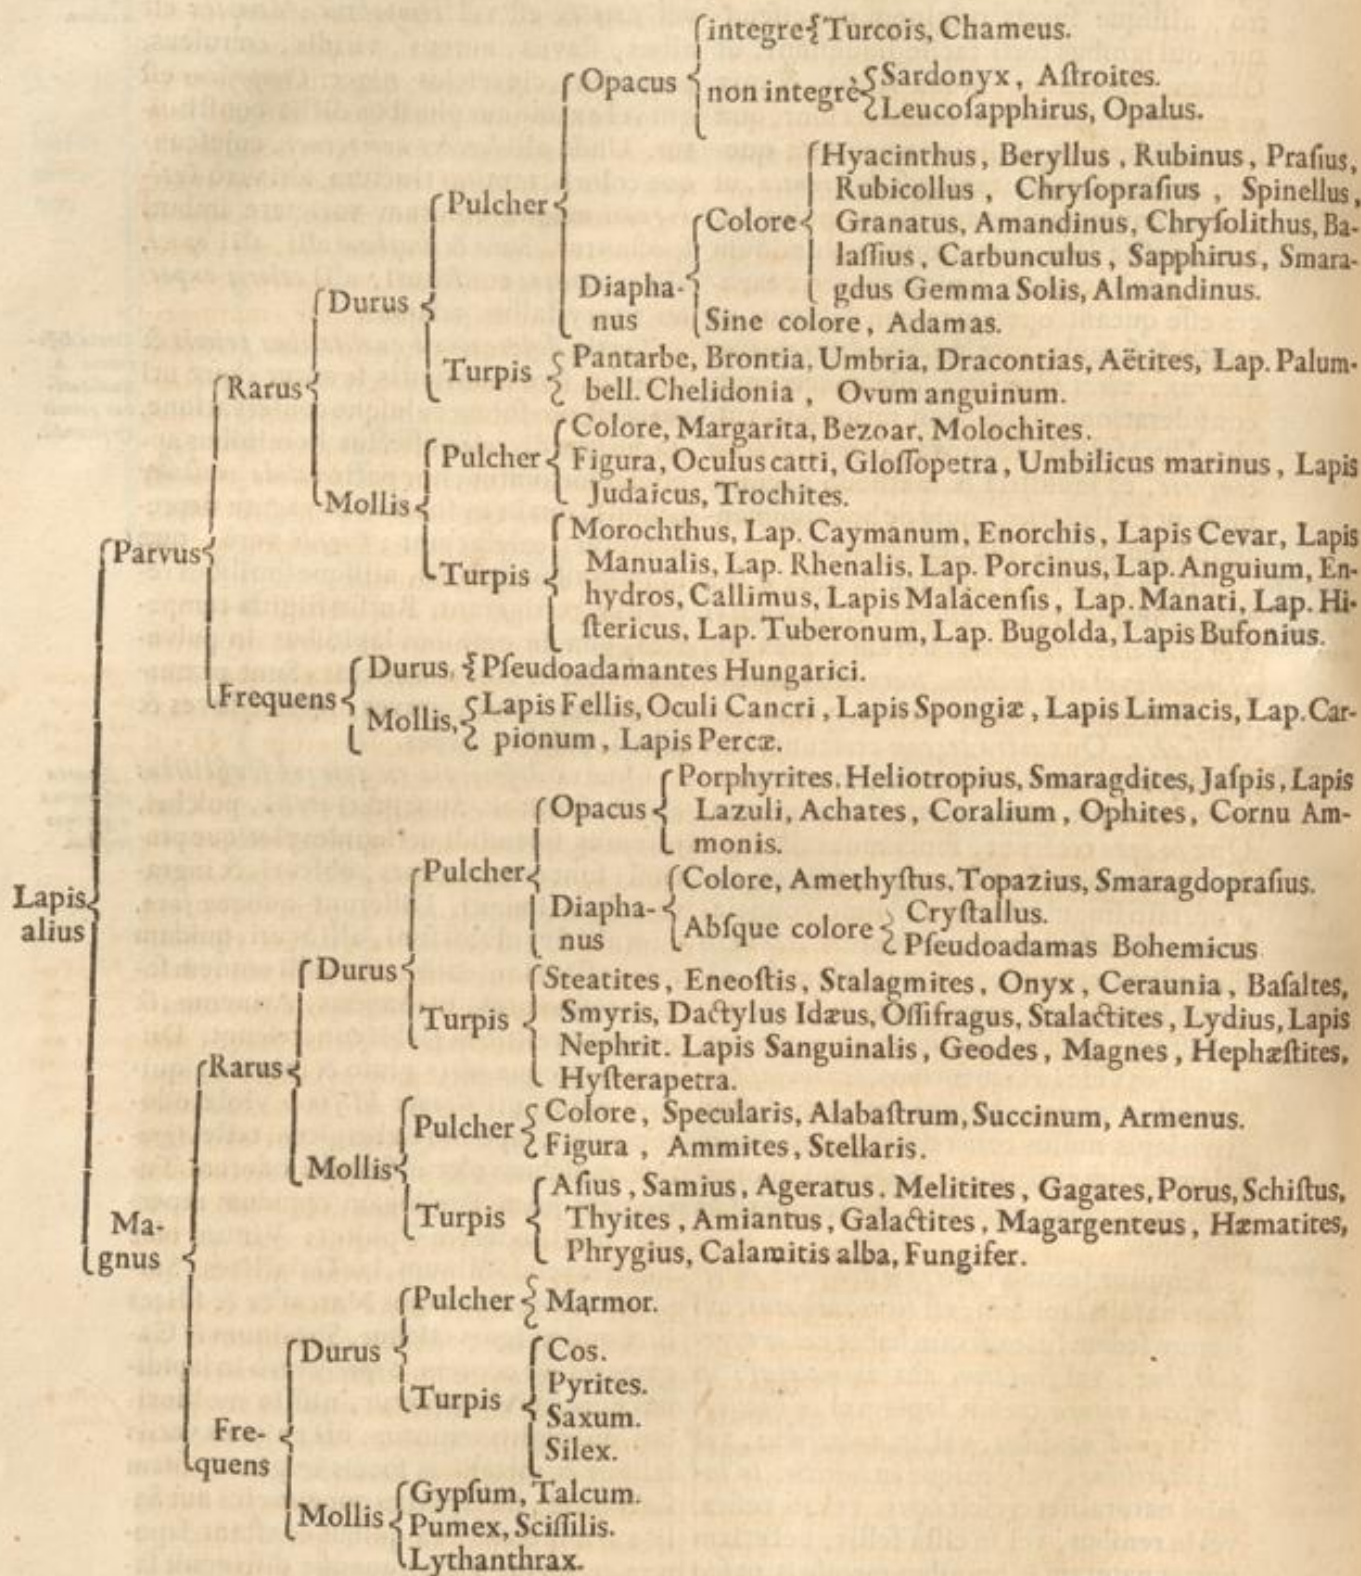 integre Turcois, Chameus.
Opacus
non integrè Sardonyx, Aſtroites.
Leucoſapphirus, Opalus.
Pulcher
Hyacinthus, Beryllus, Rubinus, Praſius,
Rubicollus, Chryſopraſius, Spinellus,
Colore Granatus, Amandinus, Chryſolithus, Ba-
laſſius, Carbunculus, Sapphirus, Smara-
gdus Gemma Solis, Almandinus.
Diapha-
nus
Sine colore, Adamas.
Durus
Turpis Pantarbe, Brontia, Umbria, Dracontias, Aëtites, Lap. Palum-
bell. Chelidonia, Ovum anguinum.
Rarus
Colore, Margarita, Bezoar. Molochites.
Pulcher Figura, Oculus catti, Gloſſopetra, Umbilicus marinus, Lapis
Judaicus, Trochites.
Mollis
Morochthus, Lap. Caymanum, Enorchis, Lapis Cevar, Lapis
Turpis Manualis, Lap. Rhenalis. Lap. Porcinus, Lap. Anguium, En-
hydros, Callimus, Lapis Malacenſis, Lap. Manati, Lap. Hi-
ſtericus, Lap. Tuberonum, Lap. Bugolda, Lapis Bufonius.
Parvus
Durus, Pſeudoadamantes Hungarici.
Frequens
Mollis, Lapis Fellis, Oculi Cancri, Lapis Spongiæ, Lapis Limacis, Lap. Car-
pionum, Lapis Percæ.
Lapis
alius
Porphyrites. Heliotropius, Smaragdites, Jaſpis, Lapis
Opacus Lazuli, Achates, Coralium, Ophites, Cornu Am-
monis.
Pulcher
Colore, Amethyſtus. Topazius, Smaragdopraſius.
Diapha-
nus
Abſque colore Cryſtallus.
Pſeudoadamas Bohemicus
Durus
Steatites, Eneoſtis, Stalagmites, Onyx, Ceraunia, Baſaltes,
Turpis Smyris, Dactylus Idæus, Oſſifragus, Stalactites, Lydius, Lapis
Nephrit. Lapis Sanguinalis, Geodes, Magnes, Hephæſtites,
Hyſterapetra.
Rarus
Pulcher Colore, Specularis, Alabaſtrum, Succinum, Armenus.
Figura, Ammites, Stellaris.
Mollis
Aſius, Samius, Ageratus. Melitites, Gagates, Porus, Schiſtus,
Turpis Thyites, Amiantus, Galactites, Magargenteus, Hæmatites,
Phrygius, Calamitis alba, Fungifer.
Ma-
gnus
Pulcher Marmor.
Durus
Turpis Cos.
Pyrites.
Saxum.
Silex.
Fre-
quens
Gypſum, Talcum.
Mollis Pumex, Sciſſilis.
Lythanthrax.